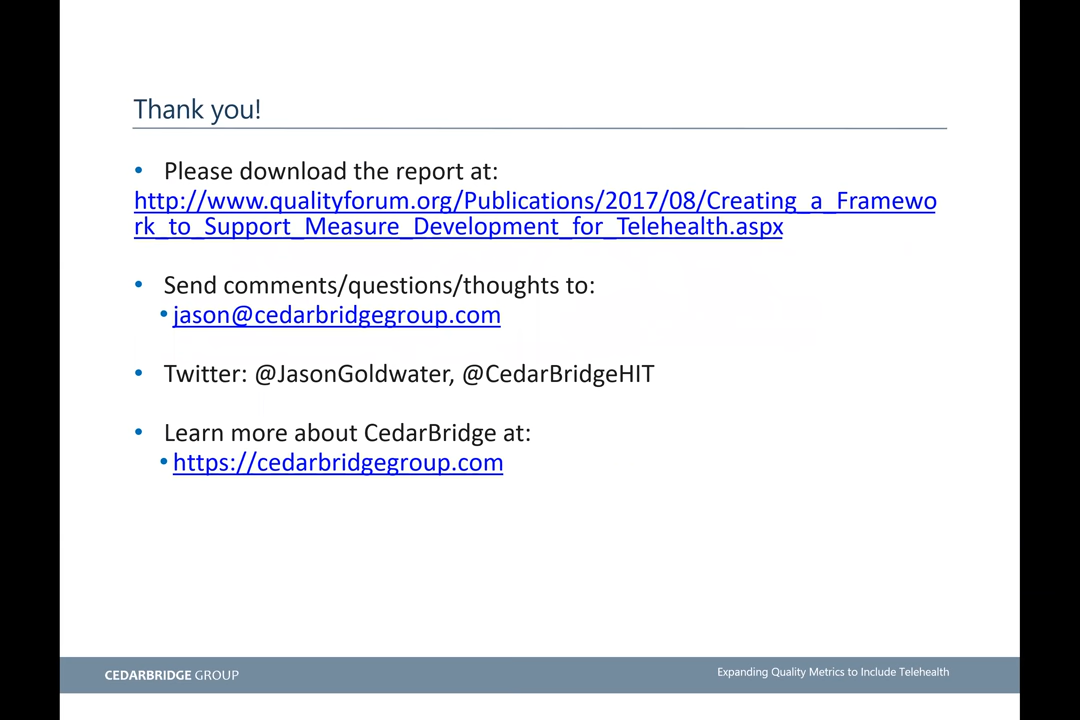 Thank you!
• Please download the report at:
http://www.qualityforum.org/Publications/2017/08/Creating_a_Framewo
rk_to_Support_Measure_Development_for_Telehealth.aspx
• Send comments/questions/thoughts to:
• jason@cedarbridgegroup.com
• Twitter: @JasonGoldwater, @CedarBridgeHIT
• Learn more about CedarBridge at:
• https://cedarbridgegroup.com
CEDARBRIDGE GROUP
Expanding Quality Metrics to Include Telehealth